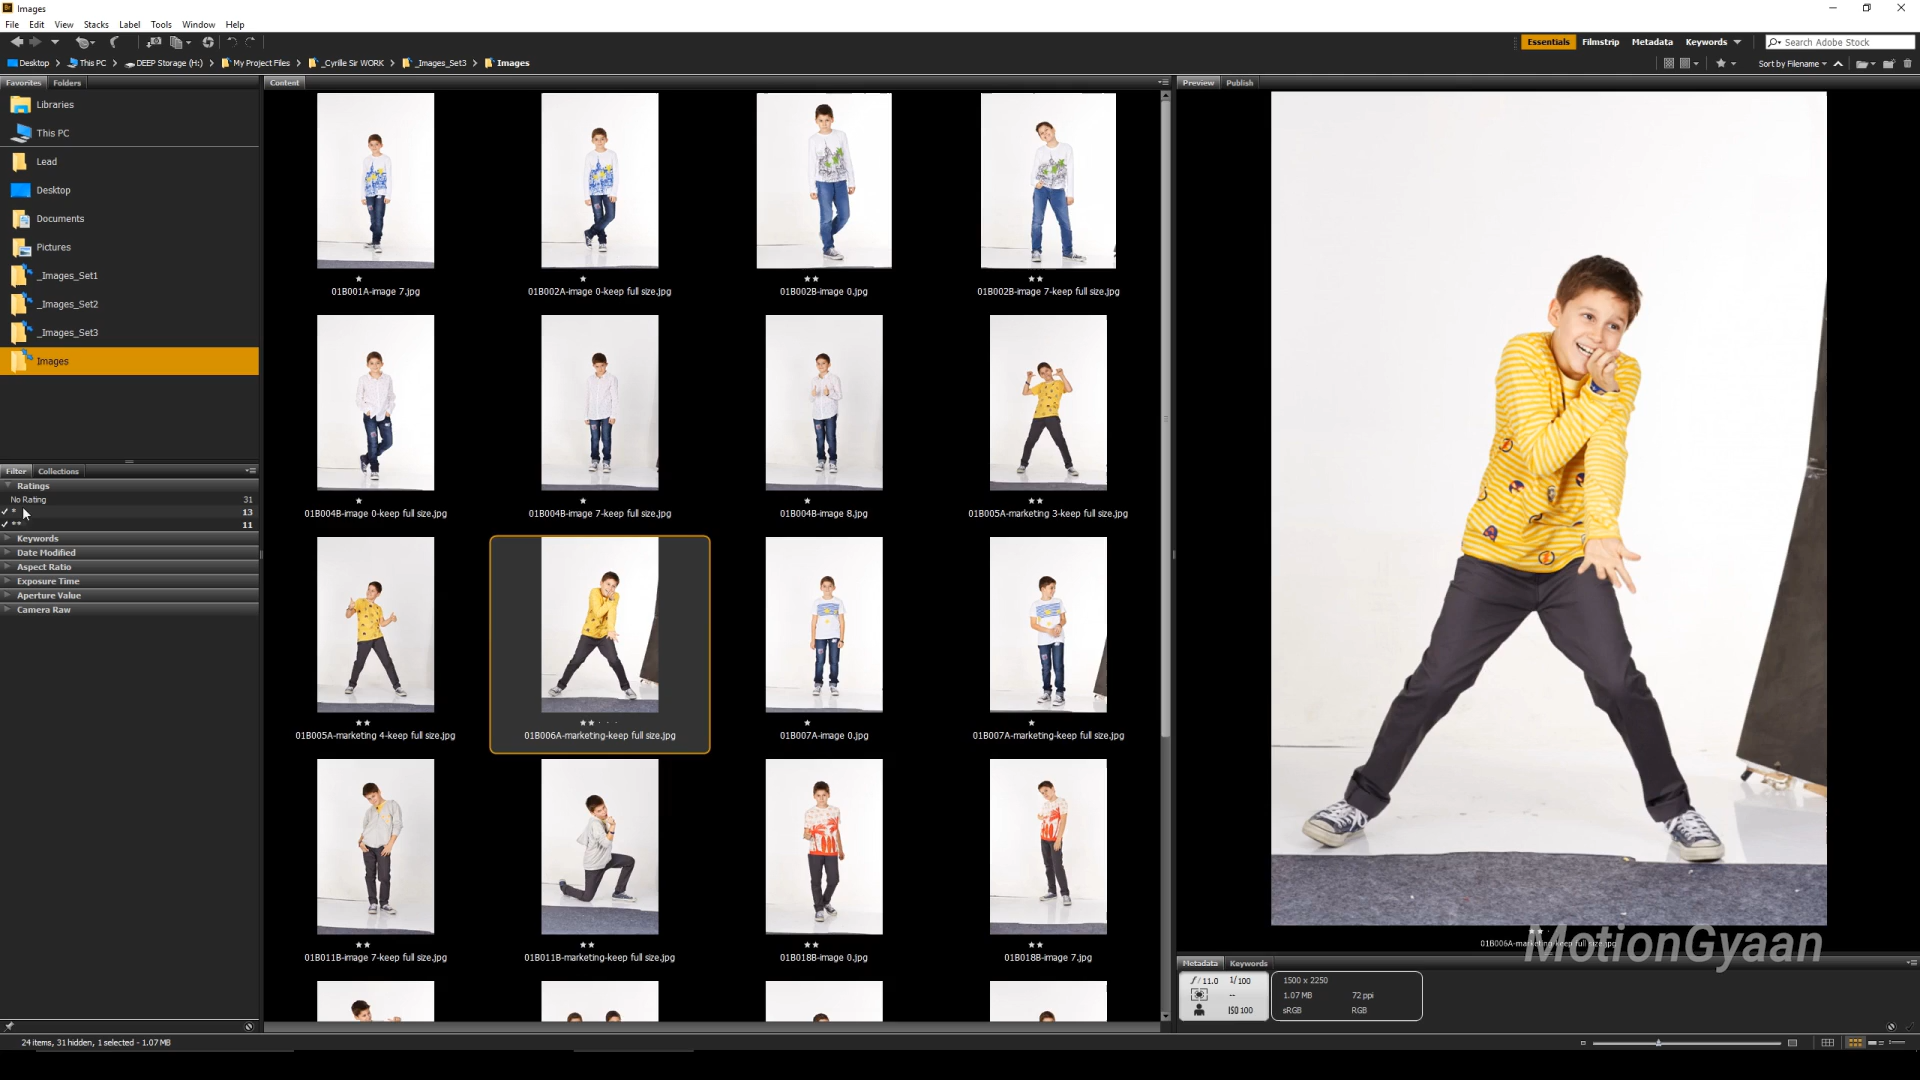 Br Images
File Edit View Stacks Label Tools Window Help
Essentials Filmstrip Metadata Keywords Search Adobe Stock
Desktop This PC DEEP Storage (H:) My Project Files _Cyrille Sir WORK _Images_Set3 Images
Sort by Filename
Favorites Folders
Content
Preview Publish
Libraries
This PC
Lead
Desktop
Documents
Pictures
_Images_Set1
_Images_Set2
_Images_Set3
Images
Filter Collections
Ratings
No Rating 31
* 13
** 11
Keywords
Date Modified
Aspect Ratio
Exposure Time
Aperture Value
Camera Raw
01B001A-image 7.jpg
01B002A-image 0-keep full size.jpg
01B002B-image 0.jpg
01B002B-image 7-keep full size.jpg
01B004B-image 0-keep full size.jpg
01B004B-image 7-keep full size.jpg
01B004B-image 8.jpg
01B005A-marketing 3-keep full size.jpg
01B005A-marketing 4-keep full size.jpg
01B006A-marketing-keep full size.jpg
01B007A-image 0.jpg
01B007A-marketing-keep full size.jpg
01B011B-image 7-keep full size.jpg
01B011B-marketing-keep full size.jpg
01B018B-image 0.jpg
01B018B-image 7.jpg
01B006A-marketing-keep full size.jpg
MotionGyaan
Metadata Keywords
f/11.0 1/100
--
ISO 100
1500 x 2250
1.07 MB 72 ppi
sRGB RGB
24 items, 31 hidden, 1 selected - 1.07 MB